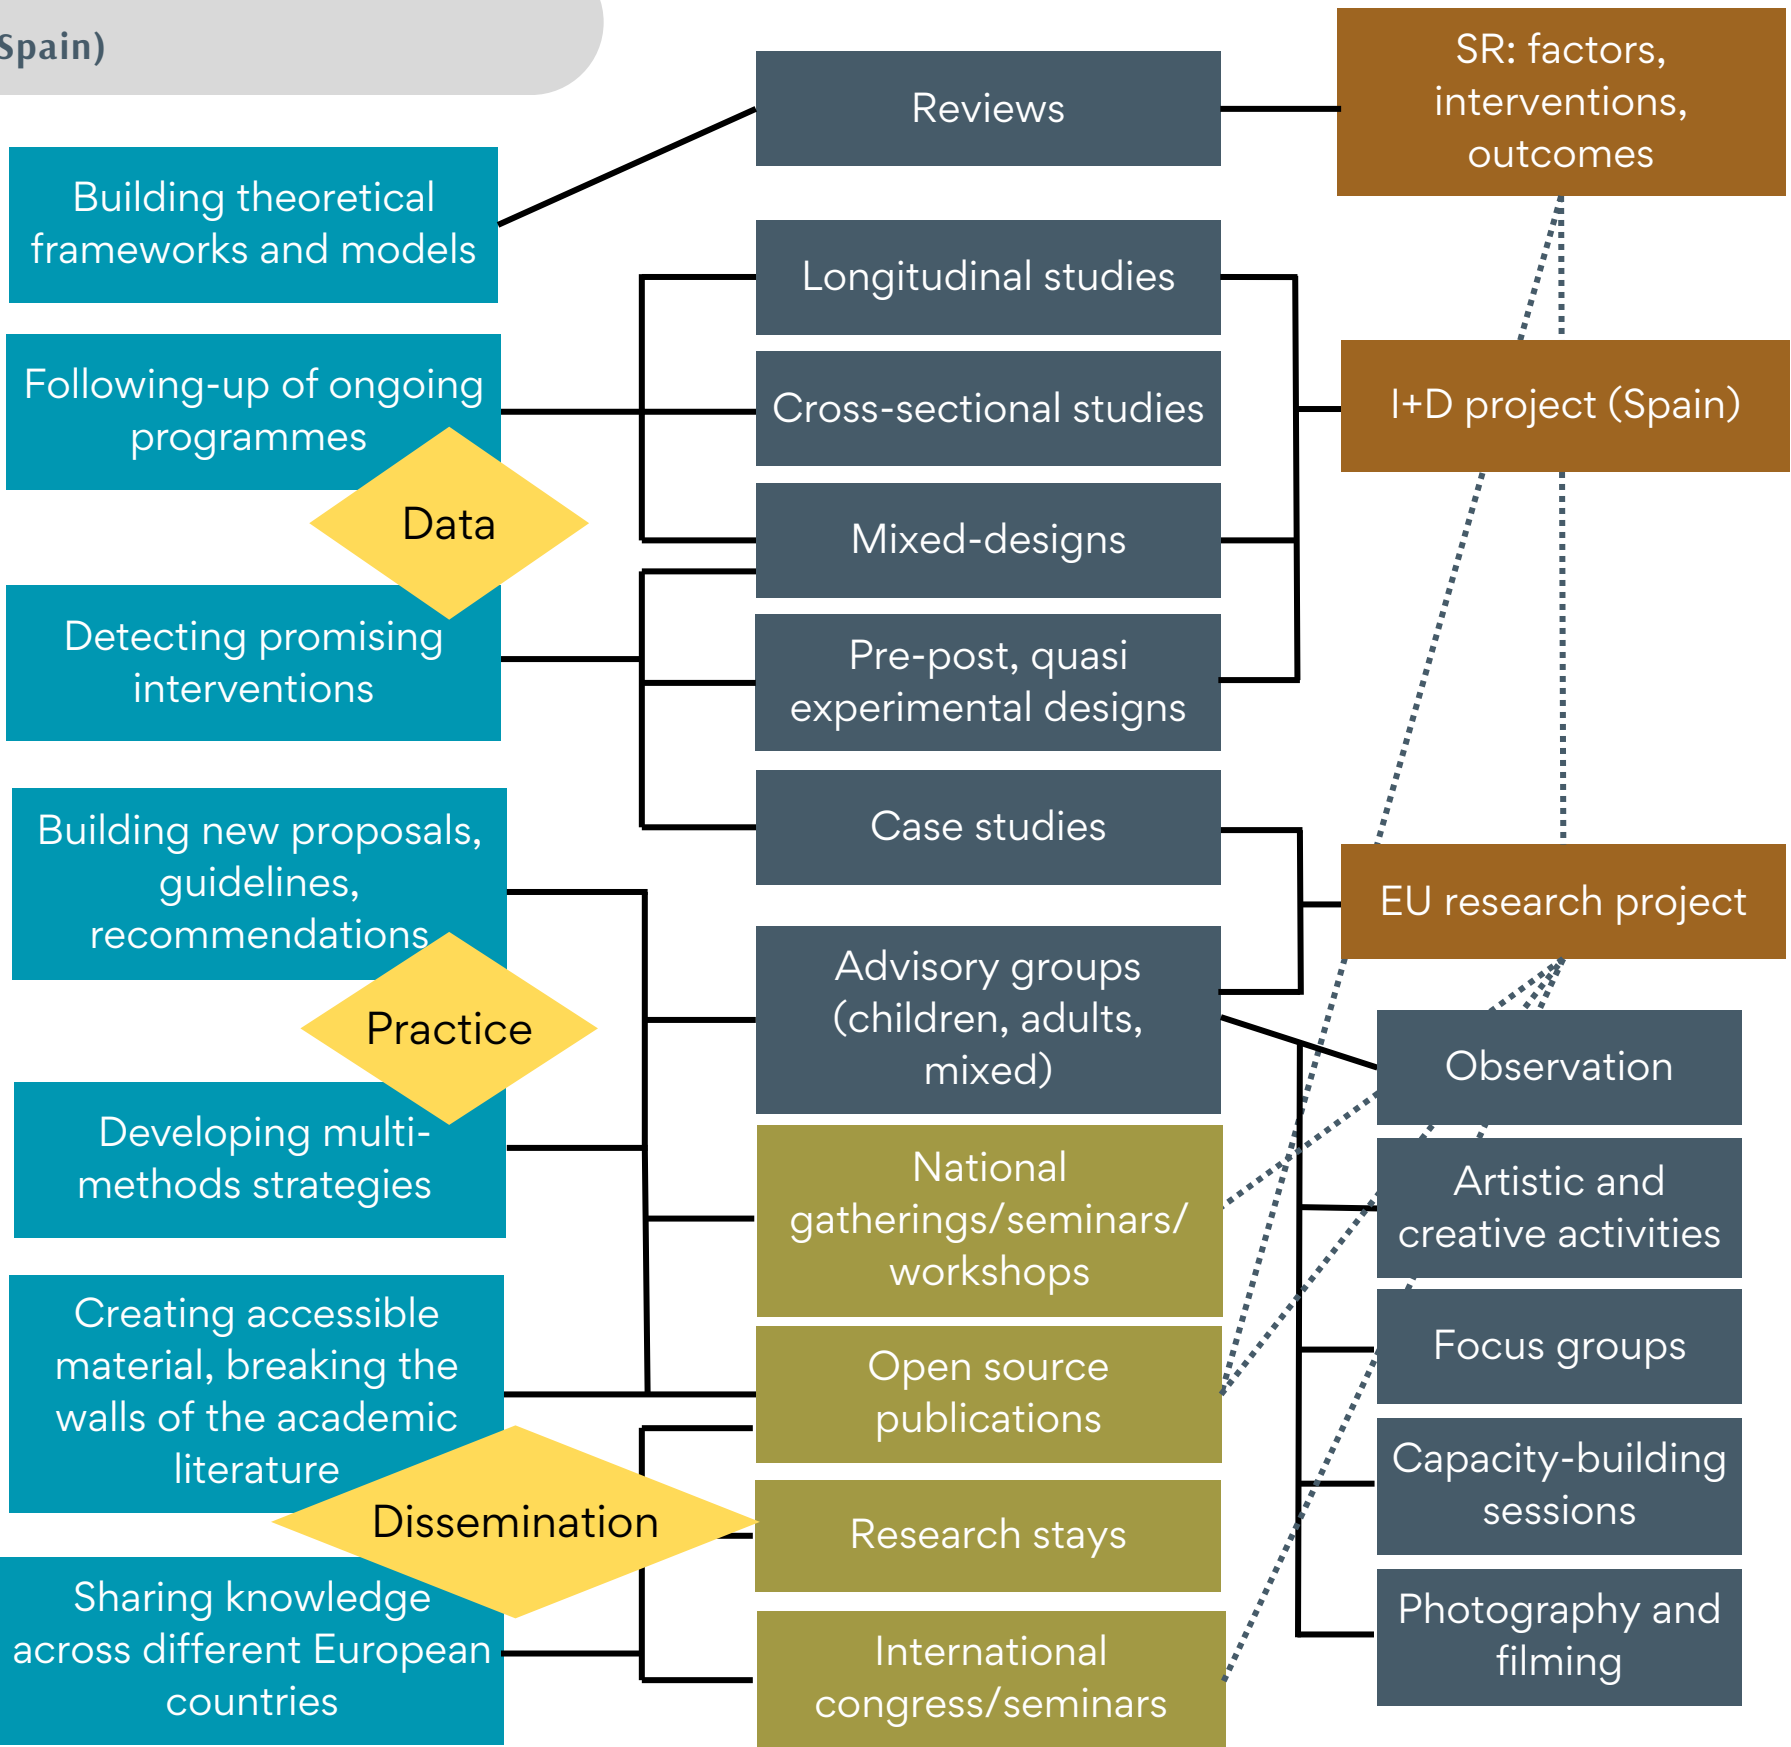 Spain)
Reviews
SR: factors,
interventions,
outcomes
Building theoretical
frameworks and models
Longitudinal studies
Following-up of ongoing
programmes
Cross-sectional studies
I+D project (Spain)
Data
Mixed-designs
Detecting promising
interventions
Pre-post, quasi
experimental designs
Building new proposals,
guidelines,
recommendations
Case studies
EU research project
Practice
Advisory groups
(children, adults,
mixed)
Observation
Developing multi-
methods strategies
National
gatherings/seminars/
workshops
Artistic and
creative activities
Creating accessible
material, breaking the
walls of the academic
literature
Open source
publications
Focus groups
Dissemination
Research stays
Capacity-building
sessions
Sharing knowledge
across different European
countries
International
congress/seminars
Photography and
filming